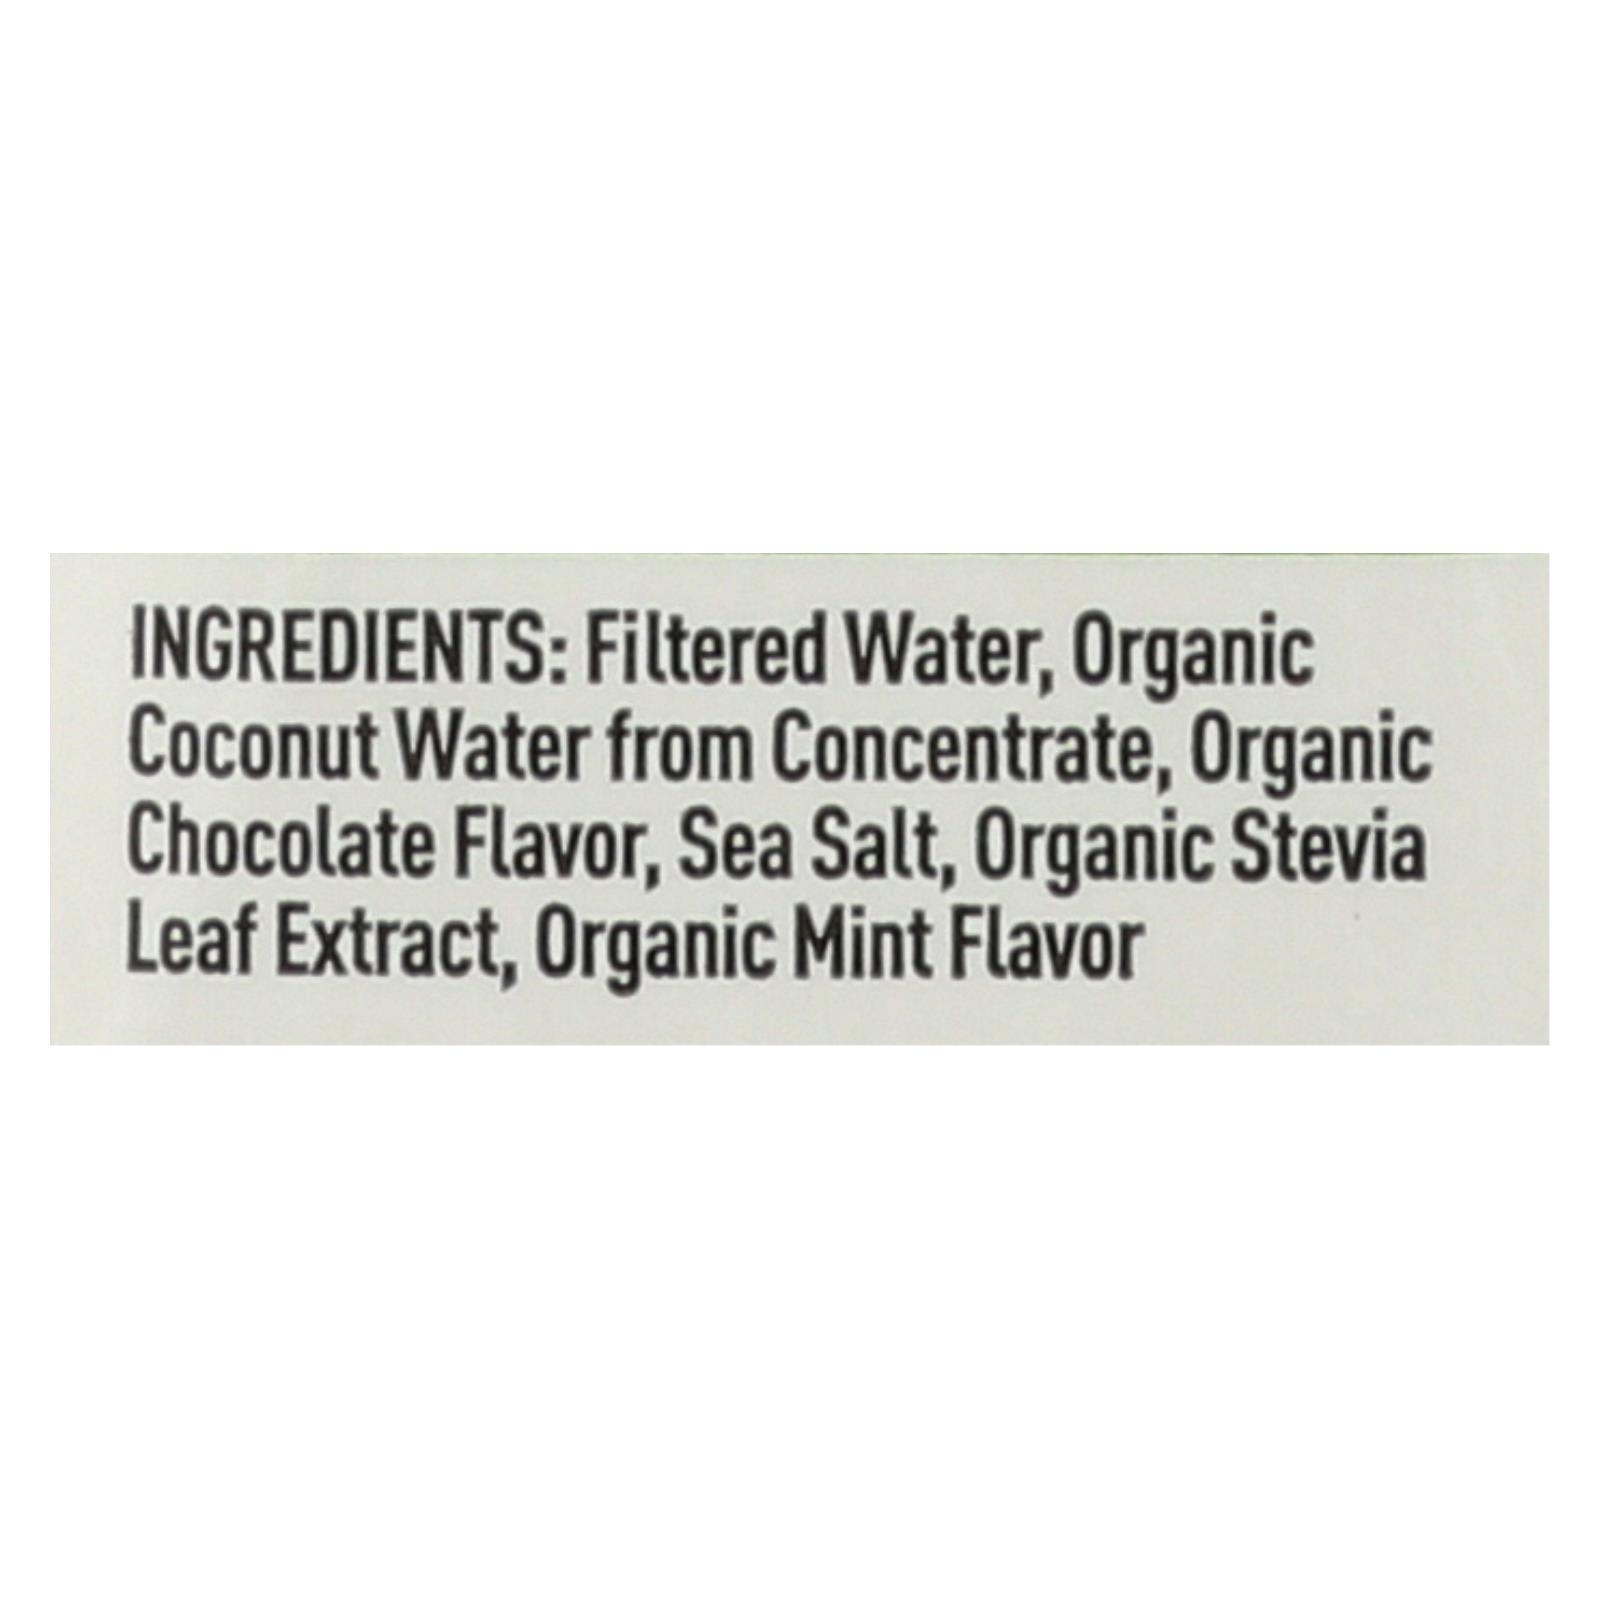 INGREDIENTS: Filtered Water, Organic
Coconut Water from Concentrate, Organic
Chocolate Flavor, Sea Salt, Organic Stevia
Leaf Extract, Organic Mint Flavor